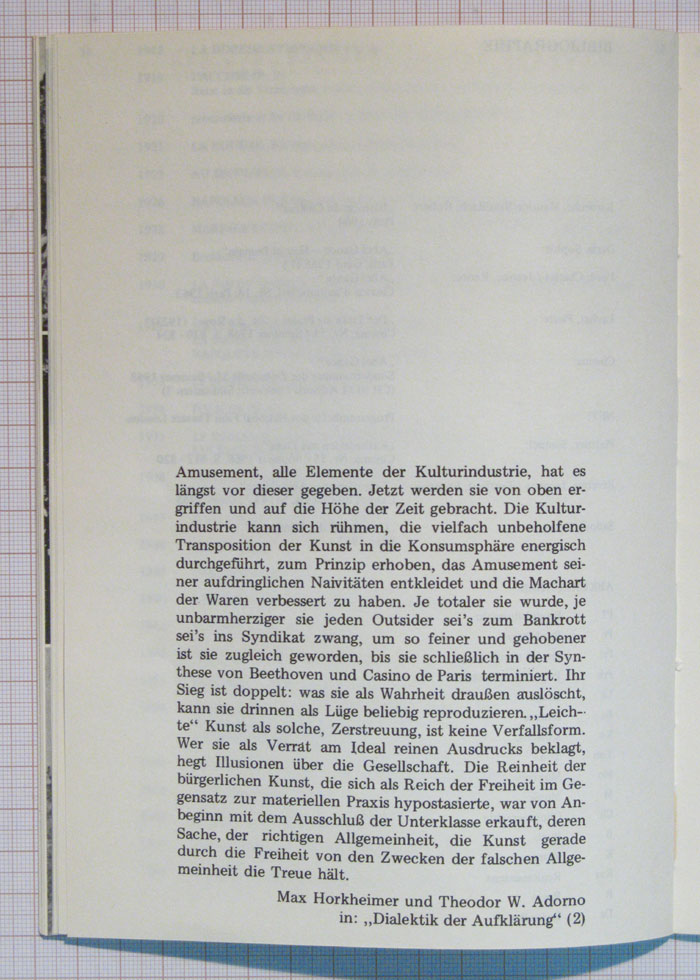 Amusement, alle Elemente der Kulturindustrie, hat es
längst vor dieser gegeben. Jetzt werden sie von oben er-
griffen und auf die Höhe der Zeit gebracht. Die Kultur-
industrie kann sich rühmen, die vielfach unbeholfene
Transposition der Kunst in die Konsumsphäre energisch
durchgeführt, zum Prinzip erhoben, das Amusement sei-
ner aufdringlichen Naivitäten entkleidet und die Machart
der Waren verbessert zu haben. Je totaler sie wurde, je
unbarmherziger sie jeden Outsider sei's zum Bankrott
sei's ins Syndikat zwang, um so feiner und gehobener
ist sie zugleich geworden, bis sie schließlich in der Syn-
these von Beethoven und Casino de Paris terminiert. Ihr
Sieg ist doppelt: was sie als Wahrheit draußen auslöscht,
kann sie drinnen als Lüge beliebig reproduzieren. „Leich-
te“ Kunst als solche, Zerstreuung, ist keine Verfallsform.
Wer sie als Verrat am Ideal reinen Ausdrucks beklagt,
hegt Illusionen über die Gesellschaft. Die Reinheit der
bürgerlichen Kunst, die sich als Reich der Freiheit im Ge-
gensatz zur materiellen Praxis hypostasierte, war von An-
beginn mit dem Ausschluß der Unterklasse erkauft, deren
Sache, der richtigen Allgemeinheit, die Kunst gerade
durch die Freiheit von den Zwecken der falschen Allge-
meinheit die Treue hält.
Max Horkheimer und Theodor W. Adorno
in: „Dialektik der Aufklärung“ (2)